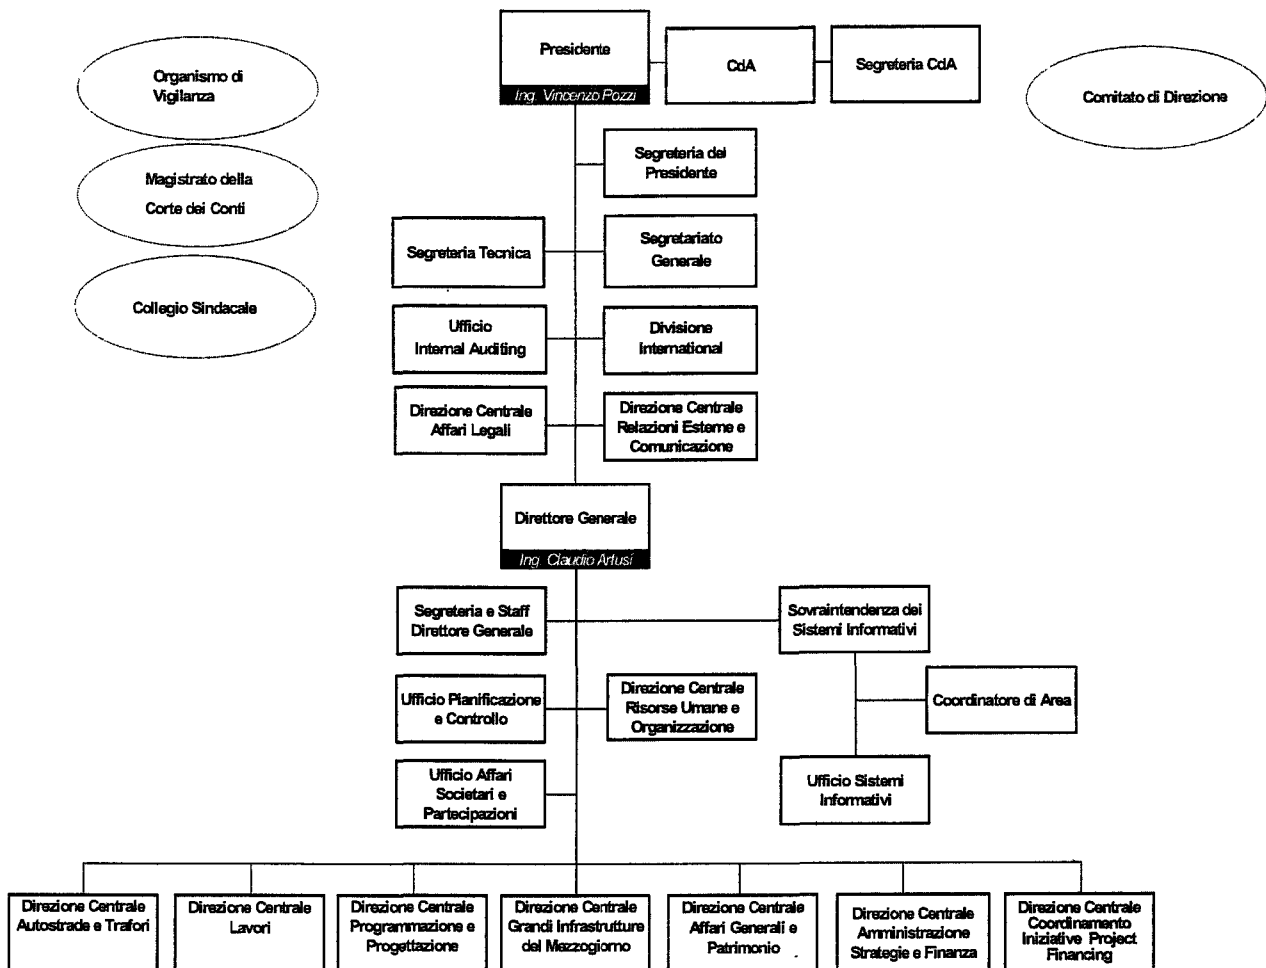 Presidente
Ing. Vincenzo Pozzi
CdA
Segreteria CdA
Organismo di
Vigilanza
Comitato di Direzione
Magistrato della
Corte dei Conti
Collegio Sindacale
Segreteria del
Presidente
Segreteria Tecnica
Segretariato
Generale
Ufficio
Internal Auditing
Divisione
International
Direzione Centrale
Affari Legali
Direzione Centrale
Relazioni Esterne e
Comunicazione
Direttore Generale
Ing. Claudio Artusi
Segreteria e Staff
Direttore Generale
Sovraintendenza dei
Sistemi Informativi
Ufficio Pianificazione
e Controllo
Direzione Centrale
Risorse Umane e
Organizzazione
Coordinatore di Area
Ufficio Affari
Societari e
Partecipazioni
Ufficio Sistemi
Informativi
Direzione Centrale
Autostrade e Trafori
Direzione Centrale
Lavori
Direzione Centrale
Programmazione e
Progettazione
Direzione Centrale
Grandi Infrastrutture
del Mezzogiorno
Direzione Centrale
Affari Generali e
Patrimonio
Direzione Centrale
Amministrazione
Strategie e Finanza
Direzione Centrale
Coordinamento
Iniziative Project
Financing